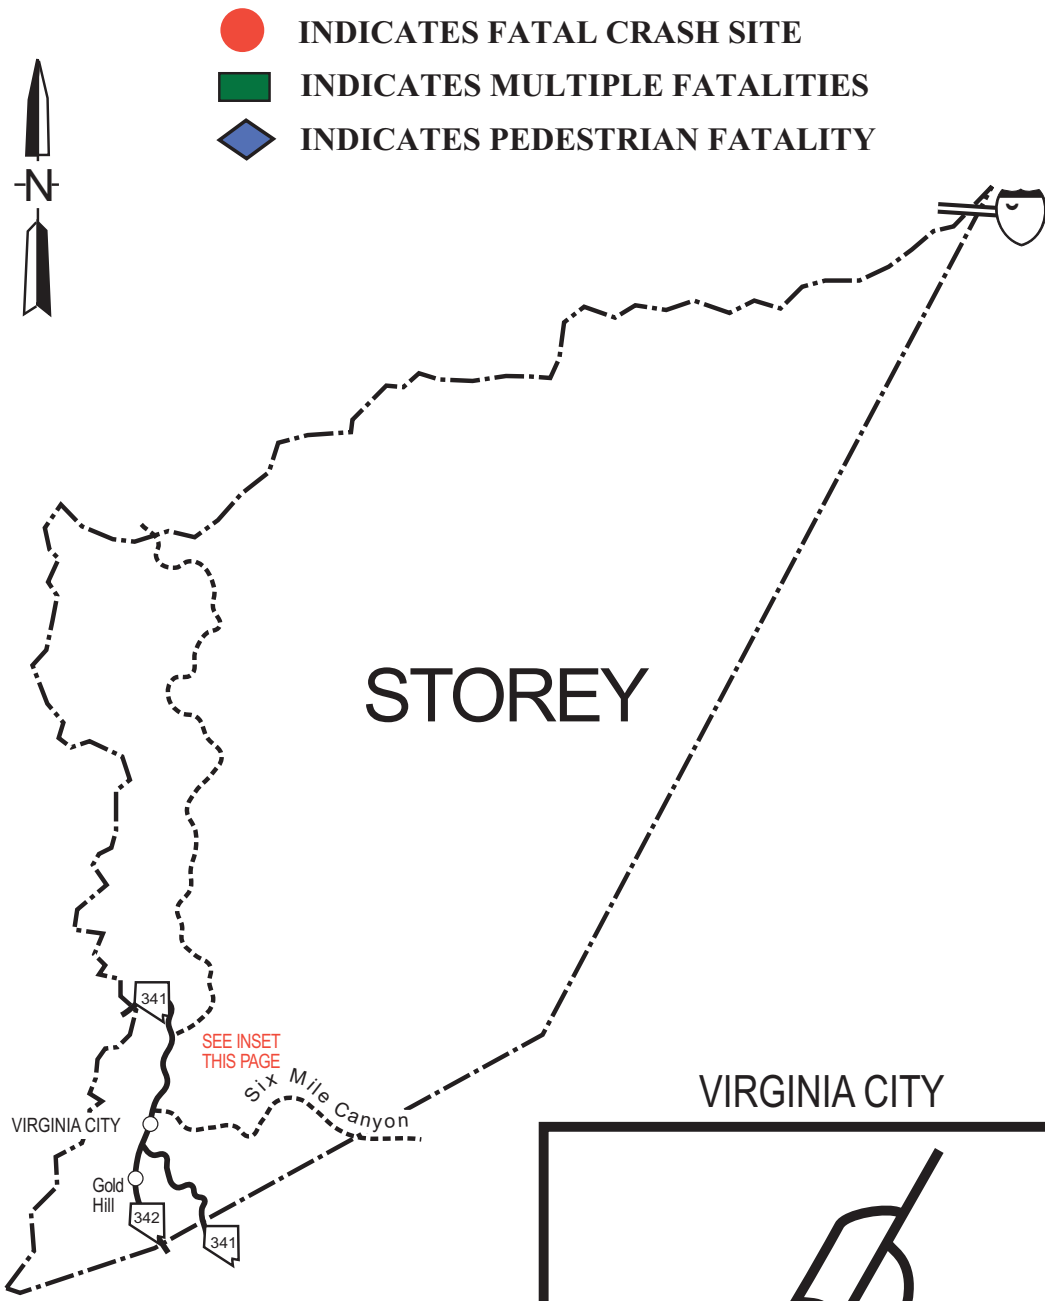 INDICATES FATAL CRASH SITE
INDICATES MULTIPLE FATALITIES
INDICATES PEDESTRIAN FATALITY
N
STOREY
341
SEE INSET
THIS PAGE
Six Mile Canyon
VIRGINIA CITY
VIRGINIA CITY
Gold
Hill
342
341